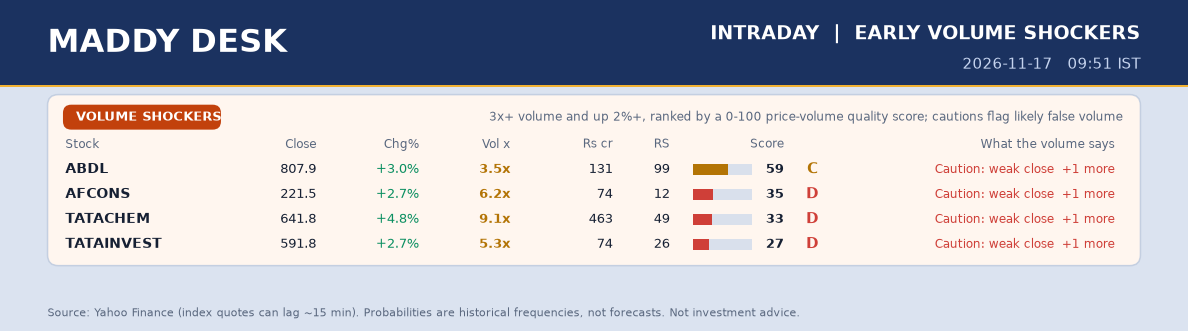 MADDY DESK
INTRADAY | EARLY VOLUME SHOCKERS
2026-11-17 09:51 IST
VOLUME SHOCKERS
3x+ volume and up 2%+, ranked by a 0-100 price-volume quality score; cautions flag likely false volume
Stock Close Chg% Vol x Rs cr RS Score What the volume says
ABDL 807.9 +3.0% 3.5x 131 99 59 C Caution: weak close +1 more
AFCONS 221.5 +2.7% 6.2x 74 12 35 D Caution: weak close +1 more
TATACHEM 641.8 +4.8% 9.1x 463 49 33 D Caution: weak close +1 more
TATAINVEST 591.8 +2.7% 5.3x 74 26 27 D Caution: weak close +1 more
Source: Yahoo Finance (index quotes can lag ~15 min). Probabilities are historical frequencies, not forecasts. Not investment advice.